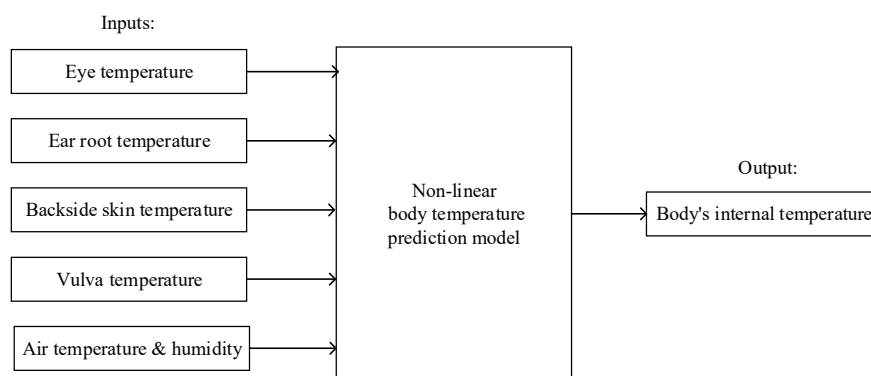 Inputs:
Eye temperature
Ear root temperature
Backside skin temperature
Vulva temperature
Air temperature & humidity
Non-linear
body temperature
prediction model
Output:
Body's internal temperature